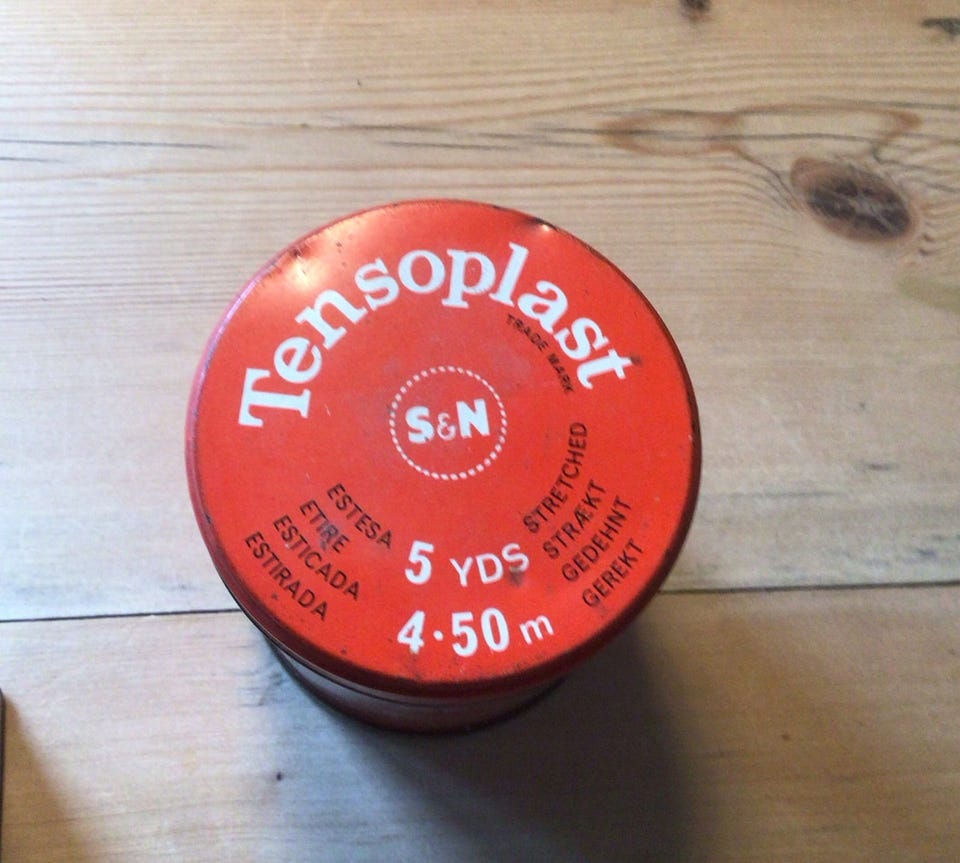 Tensoplast
TRADE MARK
S&N
ESTESA
ETIRE
ESTICADA
ESTIRADA
5 YDS
4·50 m
STRETCHED
STRÆKT
GEDEHNT
GEREKT